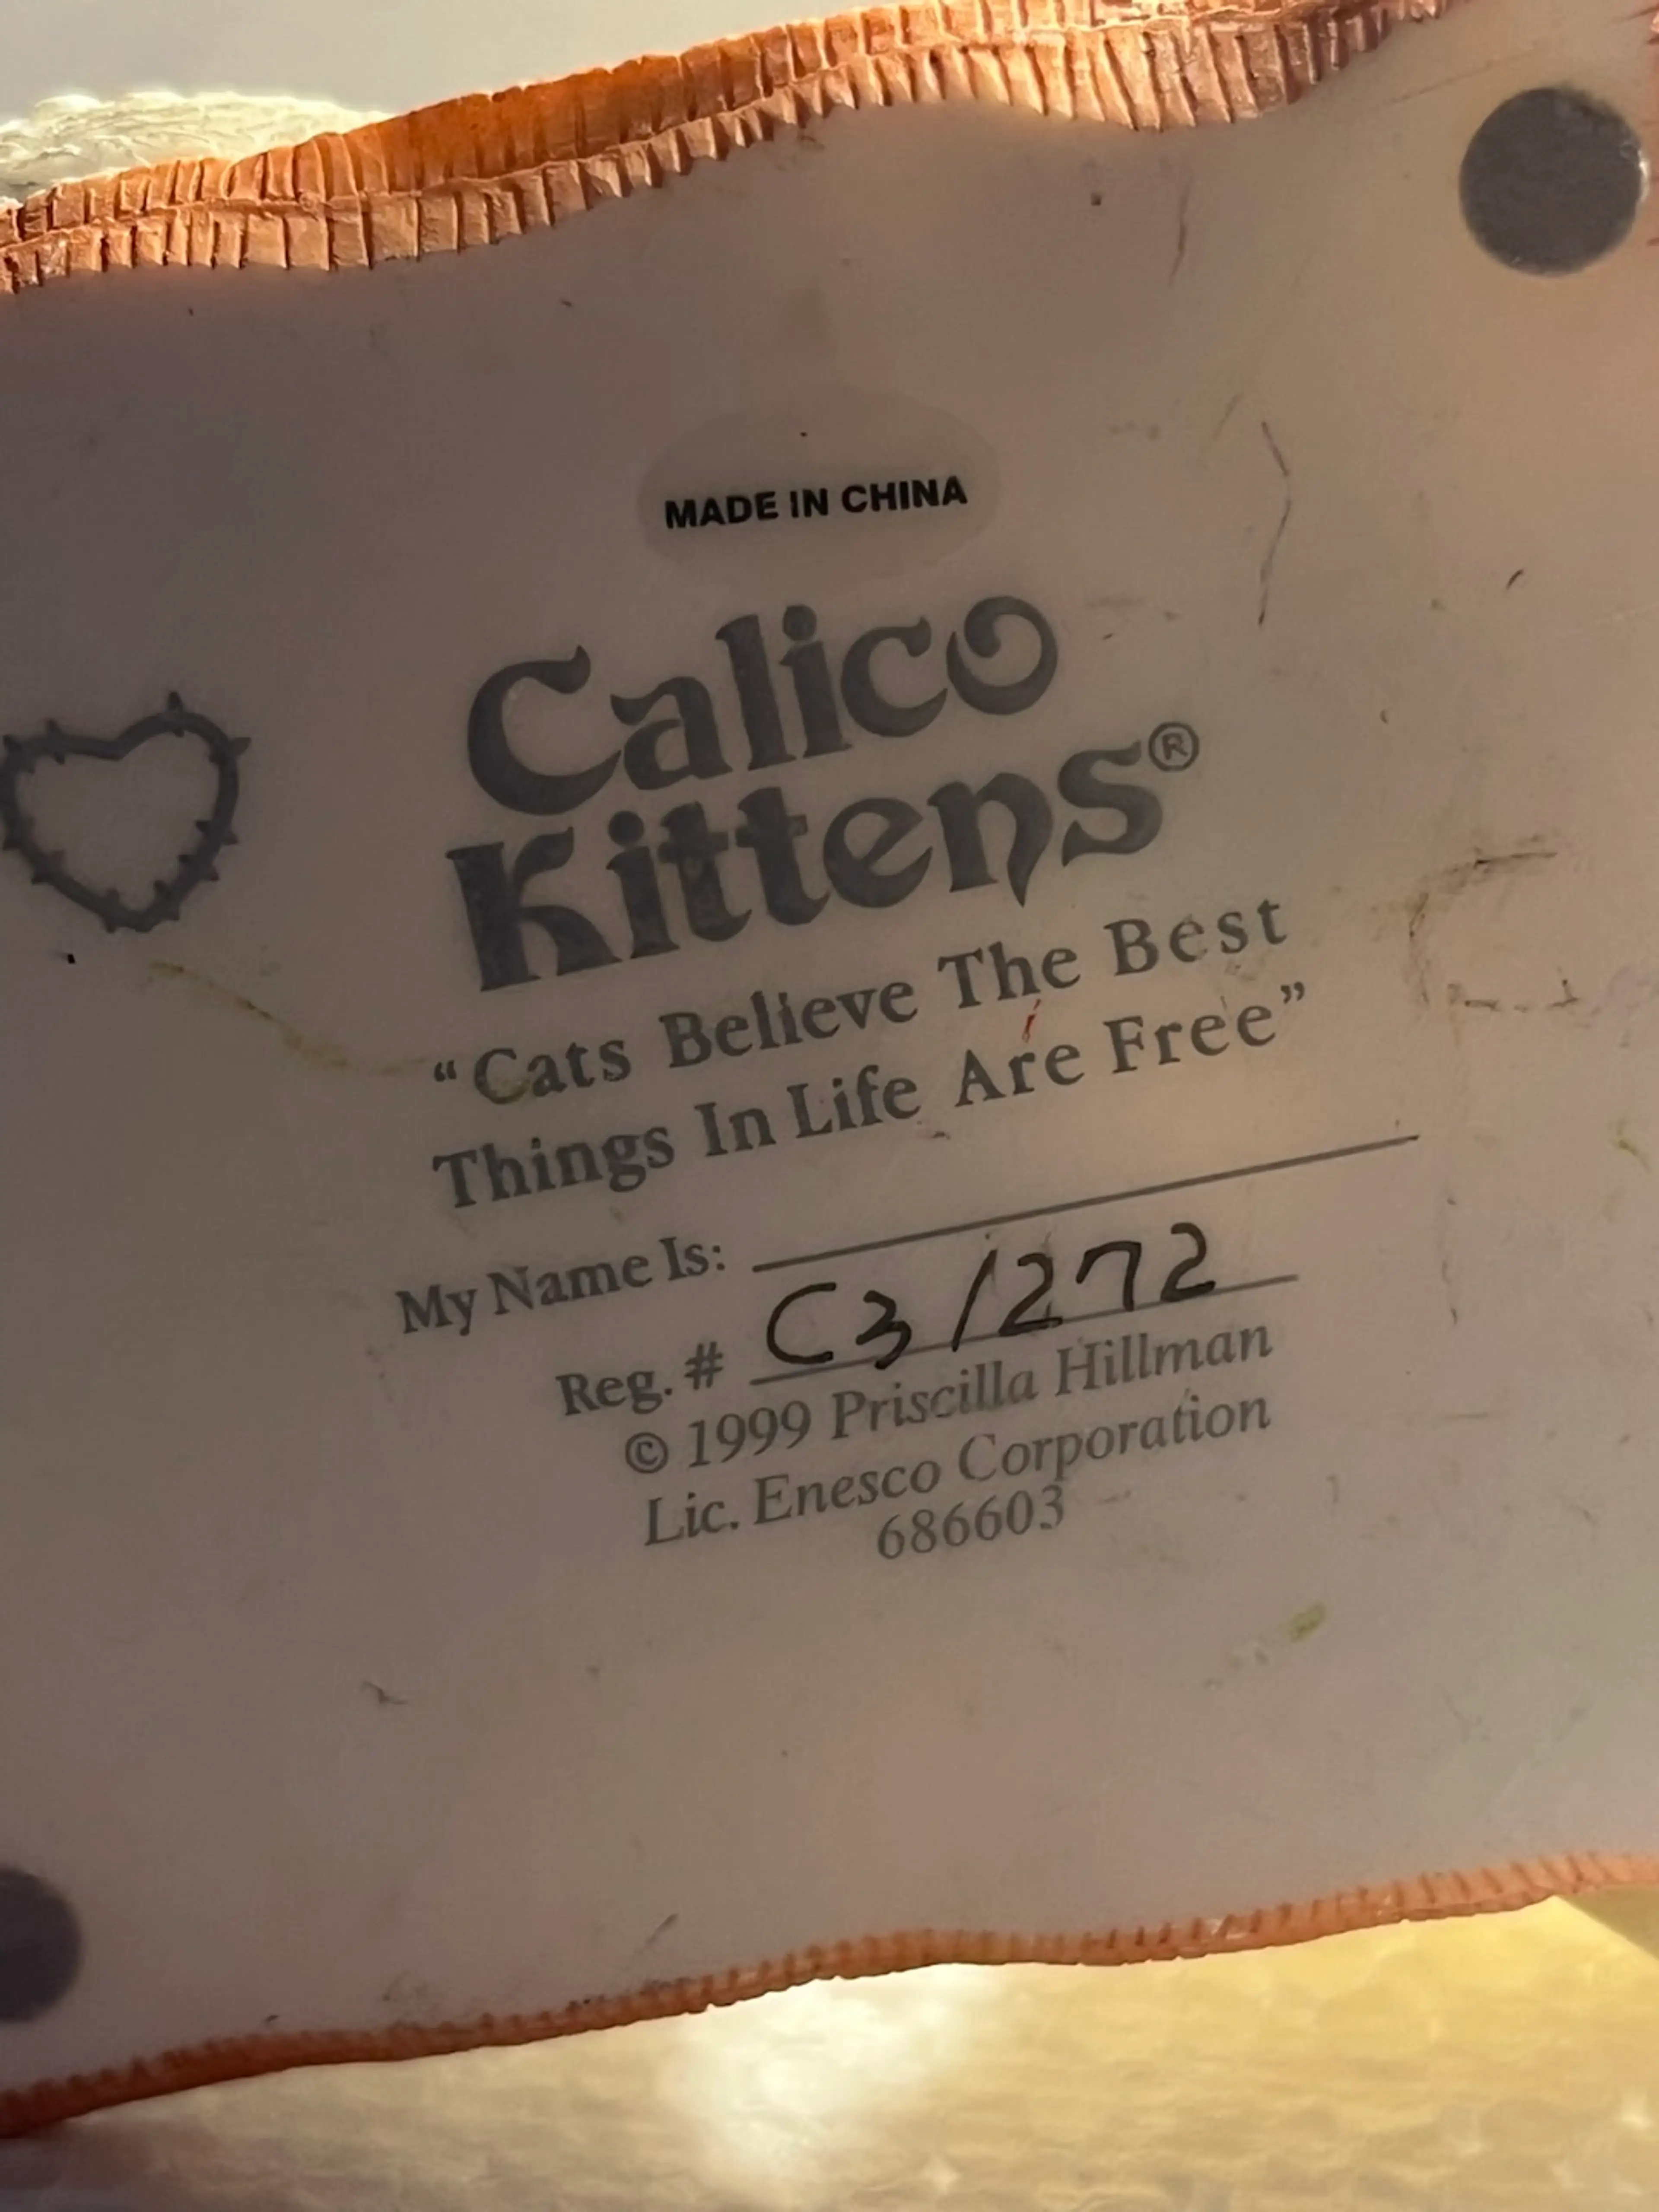 MADE IN CHINA
Calico
Kittens®
“Cats Believe The Best
Things In Life Are Free”
My Name Is:
Reg. # C3/272
© 1999 Priscilla Hillman
Lic. Enesco Corporation
686603